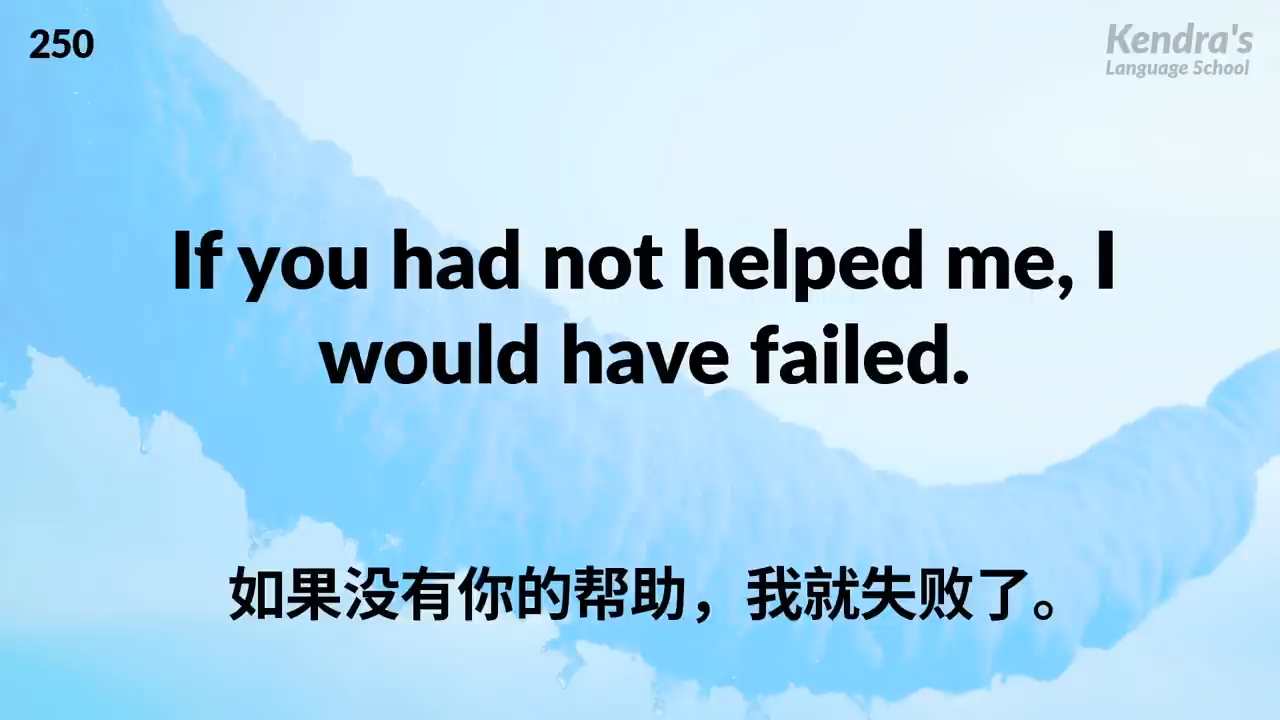 250
Kendra's
Language School
If you had not helped me, I
would have failed.
如果没有你的帮助，我就失败了。